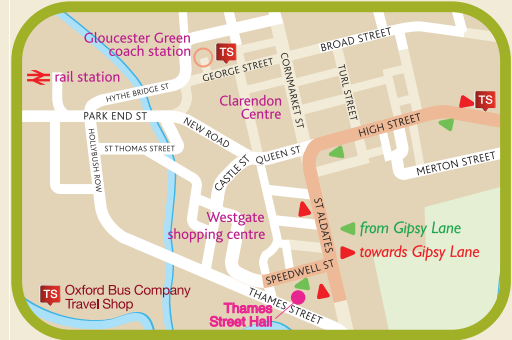 Gloucester Green
coach station
TS
BROAD STREET
GEORGE STREET
CORNMARKET ST
TURL STREET
rail station
HYTHE BRIDGE ST
TS
Clarendon
Centre
PARK END ST
NEW ROAD
HIGH STREET
HOLLYBUSH ROW
ST THOMAS STREET
CASTLE ST
QUEEN ST
MERTON STREET
Westgate
shopping centre
ST ALDATES
from Gipsy Lane
towards Gipsy Lane
SPEEDWELL ST
TS
Oxford Bus Company
Travel Shop
THAMES STREET
Thames
Street Hall